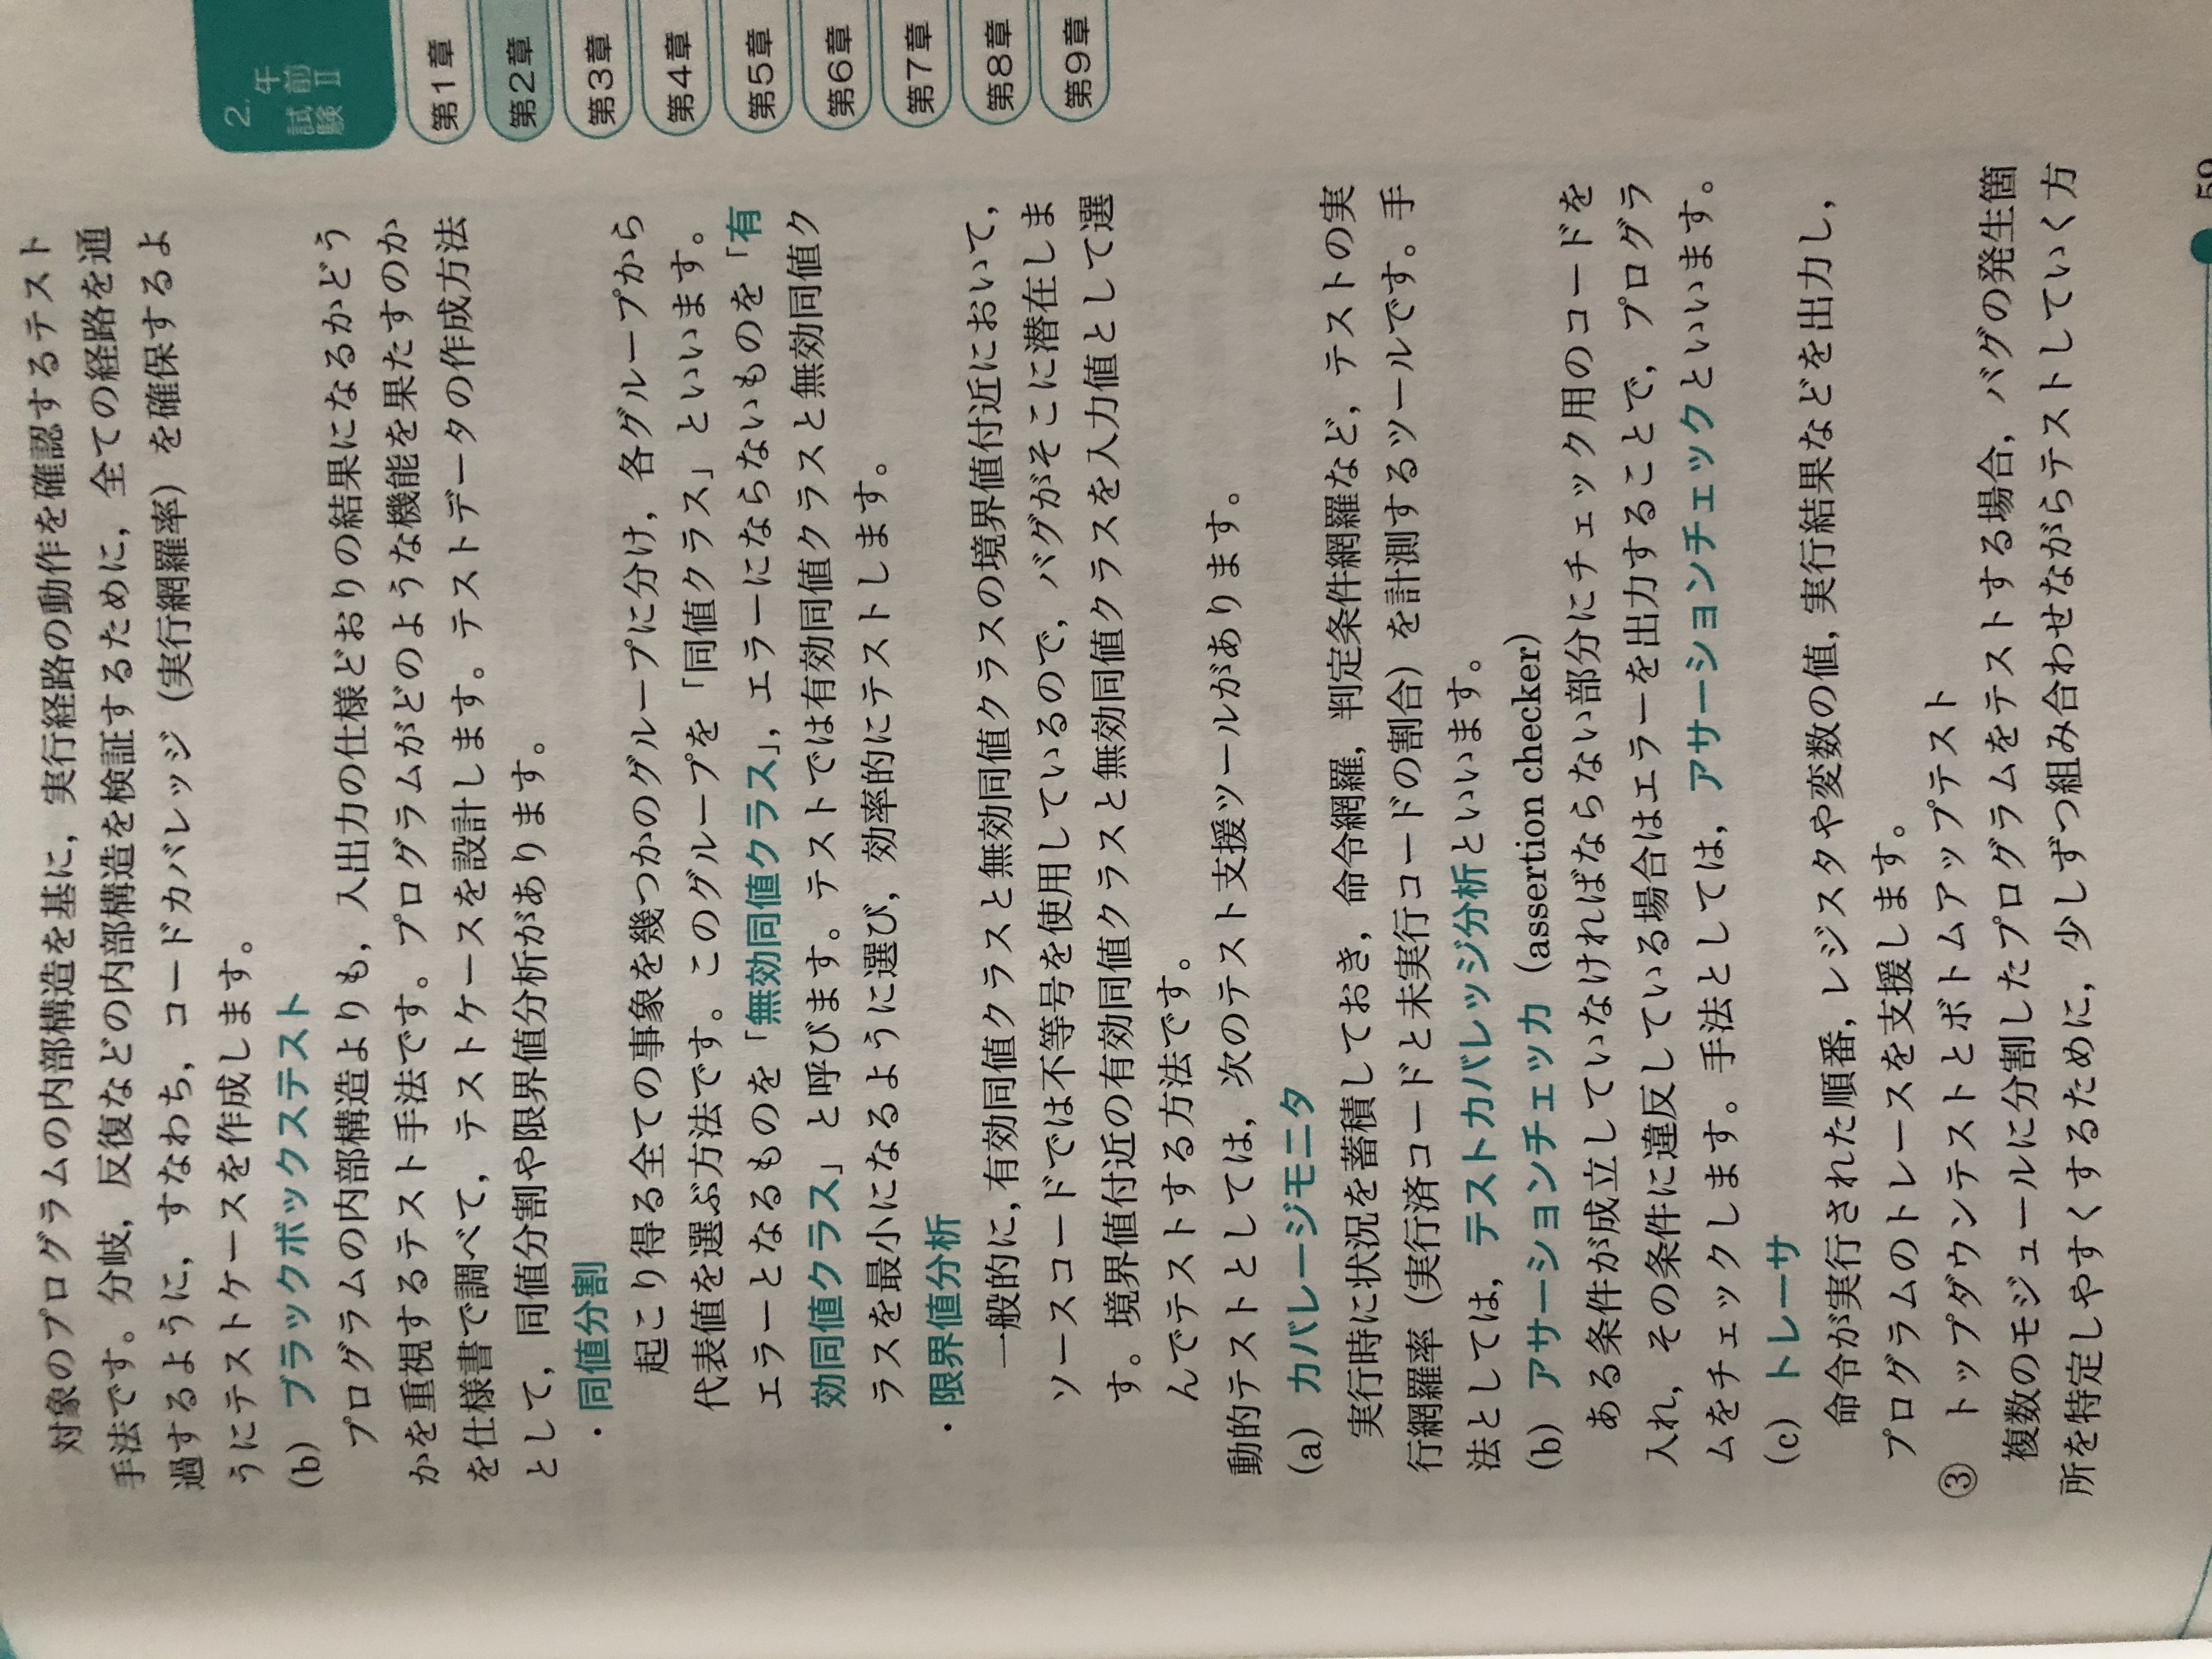 対象のプログラムの内部構造を基に，実行経路の動作を確認するテスト
手法です。分岐，反復などの内部構造を検証するために，全ての経路を通
過するように，すなわち，コードカバレッジ（実行網羅率）を確保するよ
うにテストケースを作成します。
(b) ブラックボックステスト
プログラムの内部構造よりも，入出力の仕様どおりの結果になるかどう
かを重視するテスト手法です。プログラムがどのような機能を果たすのか
を仕様書で調べて，テストケースを設計します。テストデータの作成方法
として，同値分割や限界値分析があります。
・同値分割
起こり得る全ての事象を幾つかのグループに分け，各グループから
代表値を選ぶ方法です。このグループを「同値クラス」といいます。
エラーとなるものを「無効同値クラス」，エラーにならないものを「有
効同値クラス」と呼びます。テストでは有効同値クラスと無効同値ク
ラスを最小になるように選び，効率的にテストします。
・限界値分析
一般的に，有効同値クラスと無効同値クラスの境界値付近において，
ソースコードでは不等号を使用しているので，バグがそこに潜在しま
す。境界値付近の有効同値クラスと無効同値クラスを入力値として選
んでテストする方法です。
動的テストとしては，次のテスト支援ツールがあります。
(a) カバレージモニタ
実行時に状況を蓄積しておき，命令網羅，判定条件網羅など，テストの実
行網羅率（実行済コードと未実行コードの割合）を計測するツールです。手
法としては，テストカバレッジ分析といいます。
(b) アサーションチェッカ（assertion checker）
ある条件が成立していなければならない部分にチェック用のコードを
入れ，その条件に違反している場合はエラーを出力することで，プログラ
ムをチェックします。手法としては，アサーションチェックといいます。
(c) トレーサ
命令が実行された順番，レジスタや変数の値，実行結果などを出力し，
プログラムのトレースを支援します。
③ トップダウンテストとボトムアップテスト
複数のモジュールに分割したプログラムをテストする場合，バグの発生箇
所を特定しやすくするために，少しずつ組み合わせながらテストしていく方
59
2.
午前Ⅱ
試験
第1章
第2章
第3章
第4章
第5章
第6章
第7章
第8章
第9章